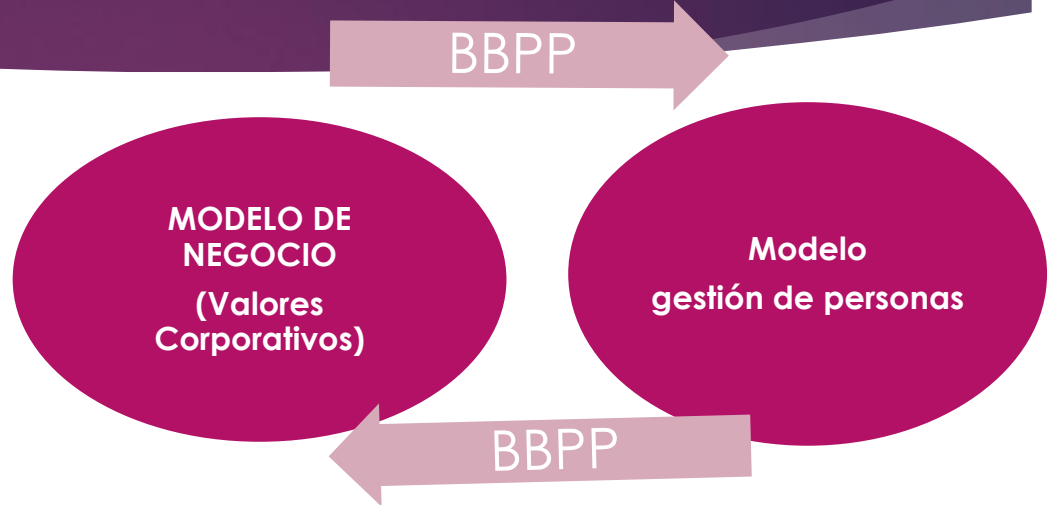 BBPP
MODELO DE
NEGOCIO
(Valores
Corporativos)
Modelo
gestión de personas
BBPP